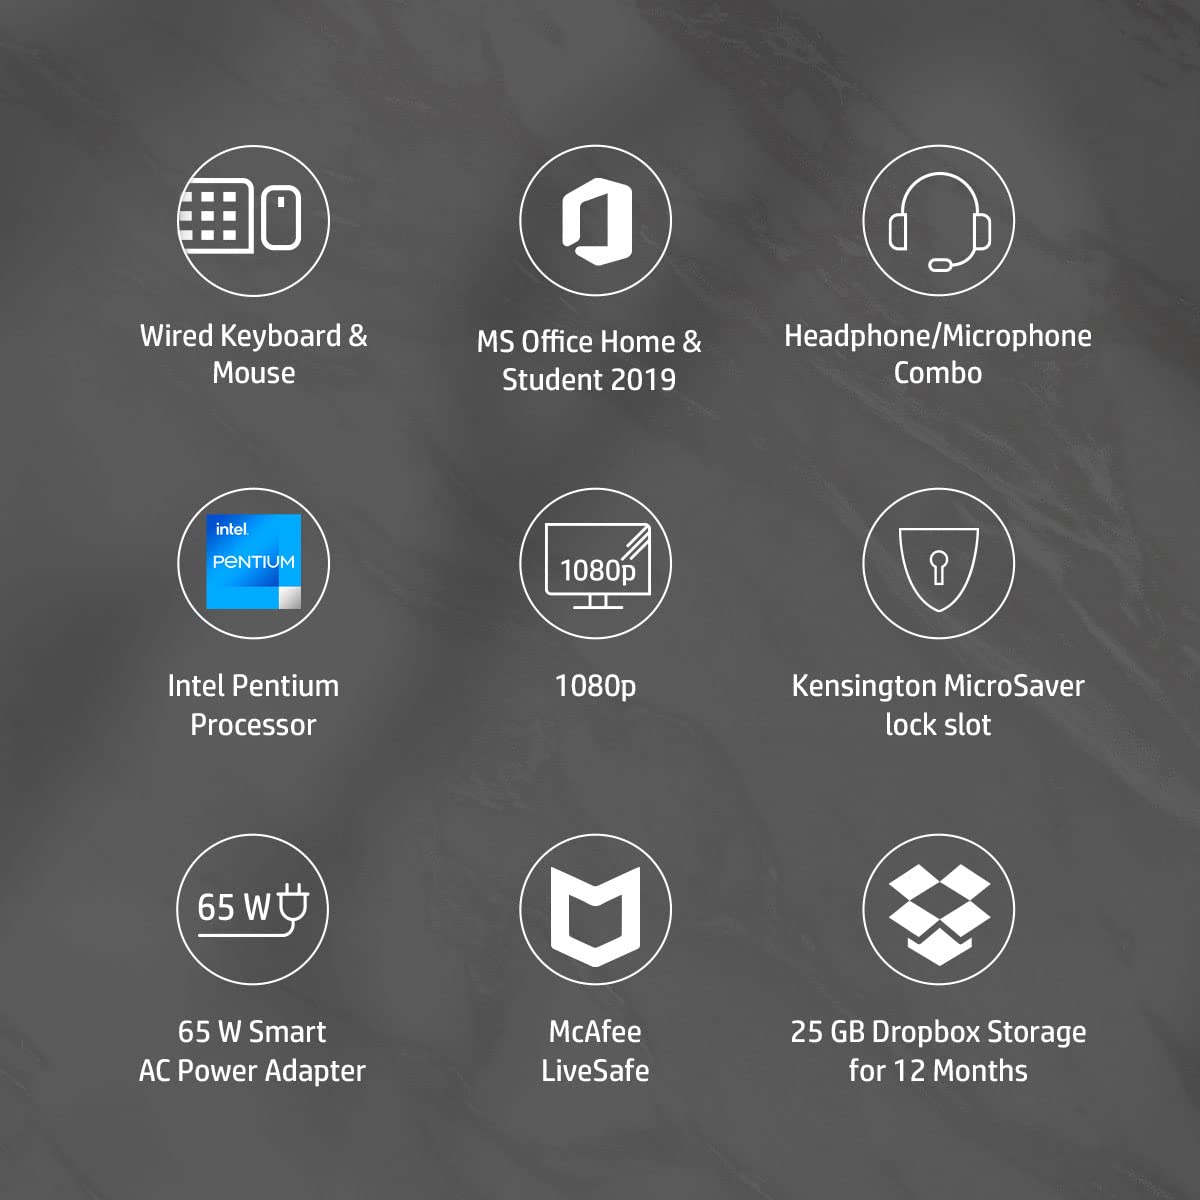 Wired Keyboard &
Mouse
MS Office Home &
Student 2019
Headphone/Microphone
Combo
intel.
PENTIUM
Intel Pentium
Processor
1080p
1080p
Kensington MicroSaver
lock slot
65 W
65 W Smart
AC Power Adapter
McAfee
LiveSafe
25 GB Dropbox Storage
for 12 Months